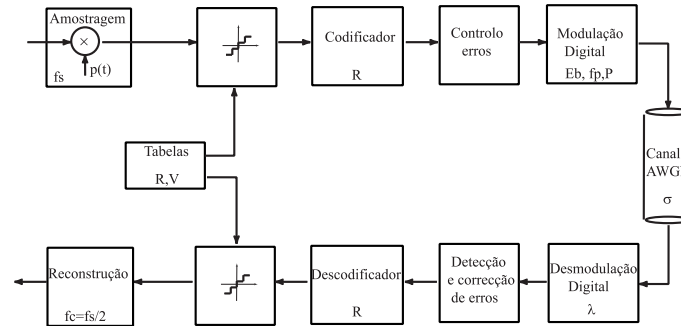 Amostragem
×
p(t)
fs
Codificador
R
Controlo
erros
Modulação
Digital
Eb, fp,P
Tabelas
R,V
Canal
σ
Reconstrução
fc=fs/2
Descodificador
R
Detecção
e correcção
de erros
Desmodulação
Digital
λ